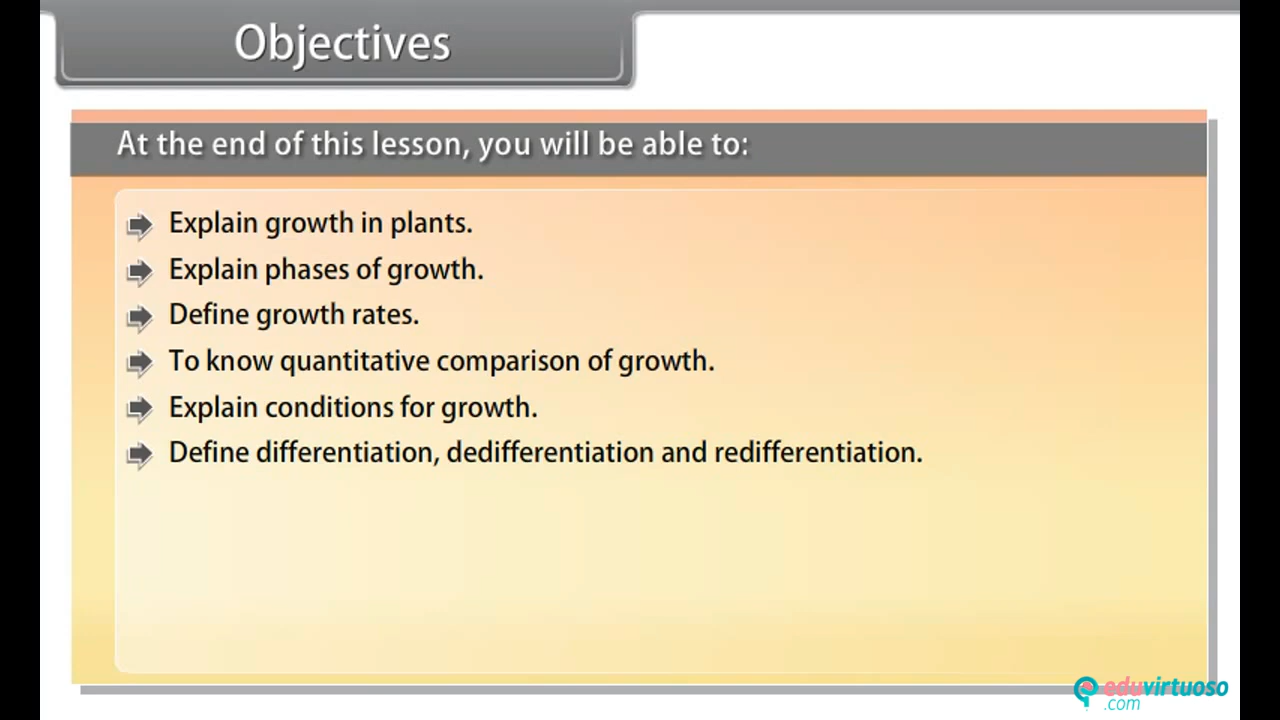 Objectives
At the end of this lesson, you will be able to:
Explain growth in plants.
Explain phases of growth.
Define growth rates.
To know quantitative comparison of growth.
Explain conditions for growth.
Define differentiation, dedifferentiation and redifferentiation.
eduvirtuoso
.com